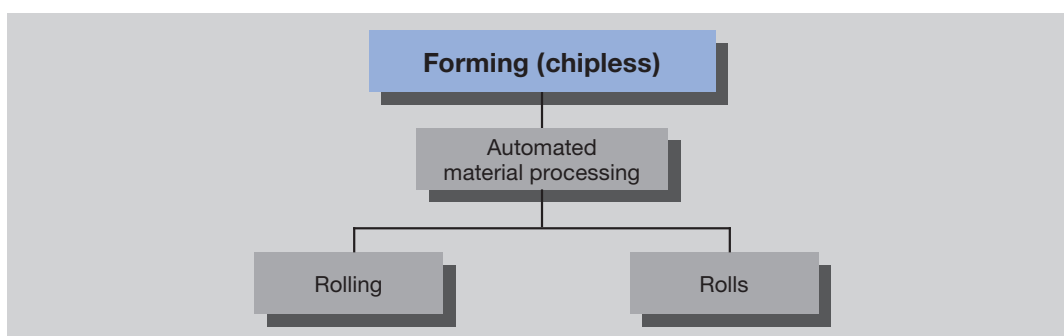 Forming (chipless)
Automated
material processing
Rolling
Rolls